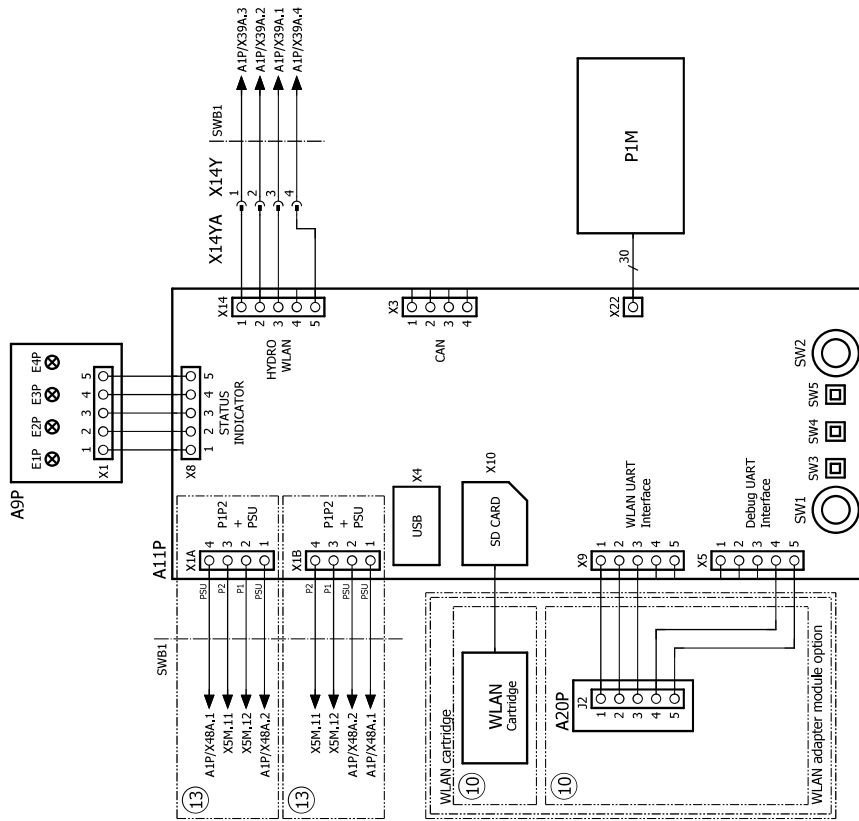 A9P
E1P
E2P
E3P
E4P
X1
1
2
3
4
5
X8
1
2
3
4
5
STATUS
INDICATOR
A11P
X14
1
2
3
4
5
HYDRO
WLAN
X14YA
X14Y
1
2
3
4
SWB1
A1P/X39A.3
A1P/X39A.2
A1P/X39A.1
A1P/X39A.4
X3
1
2
3
4
CAN
X22
30
P1M
SWB1
13
A1P/X48A.1
X5M.11
X5M.12
A1P/X48A.2
PSU
P2
P1
PSU
X1A
4
3
2
1
P1P2
+
PSU
13
X5M.11
X5M.12
A1P/X48A.2
A1P/X48A.1
P2
P1
PSU
PSU
X1B
4
3
2
1
P1P2
+
PSU
X4
USB
X10
SD CARD
WLAN cartridge
10
WLAN
Cartridge
X9
1
2
3
4
5
WLAN UART
Interface
X5
1
2
3
4
5
Debug UART
Interface
10
A20P
J2
1
2
3
4
5
WLAN adapter module option
SW1
SW3
SW4
SW5
SW2